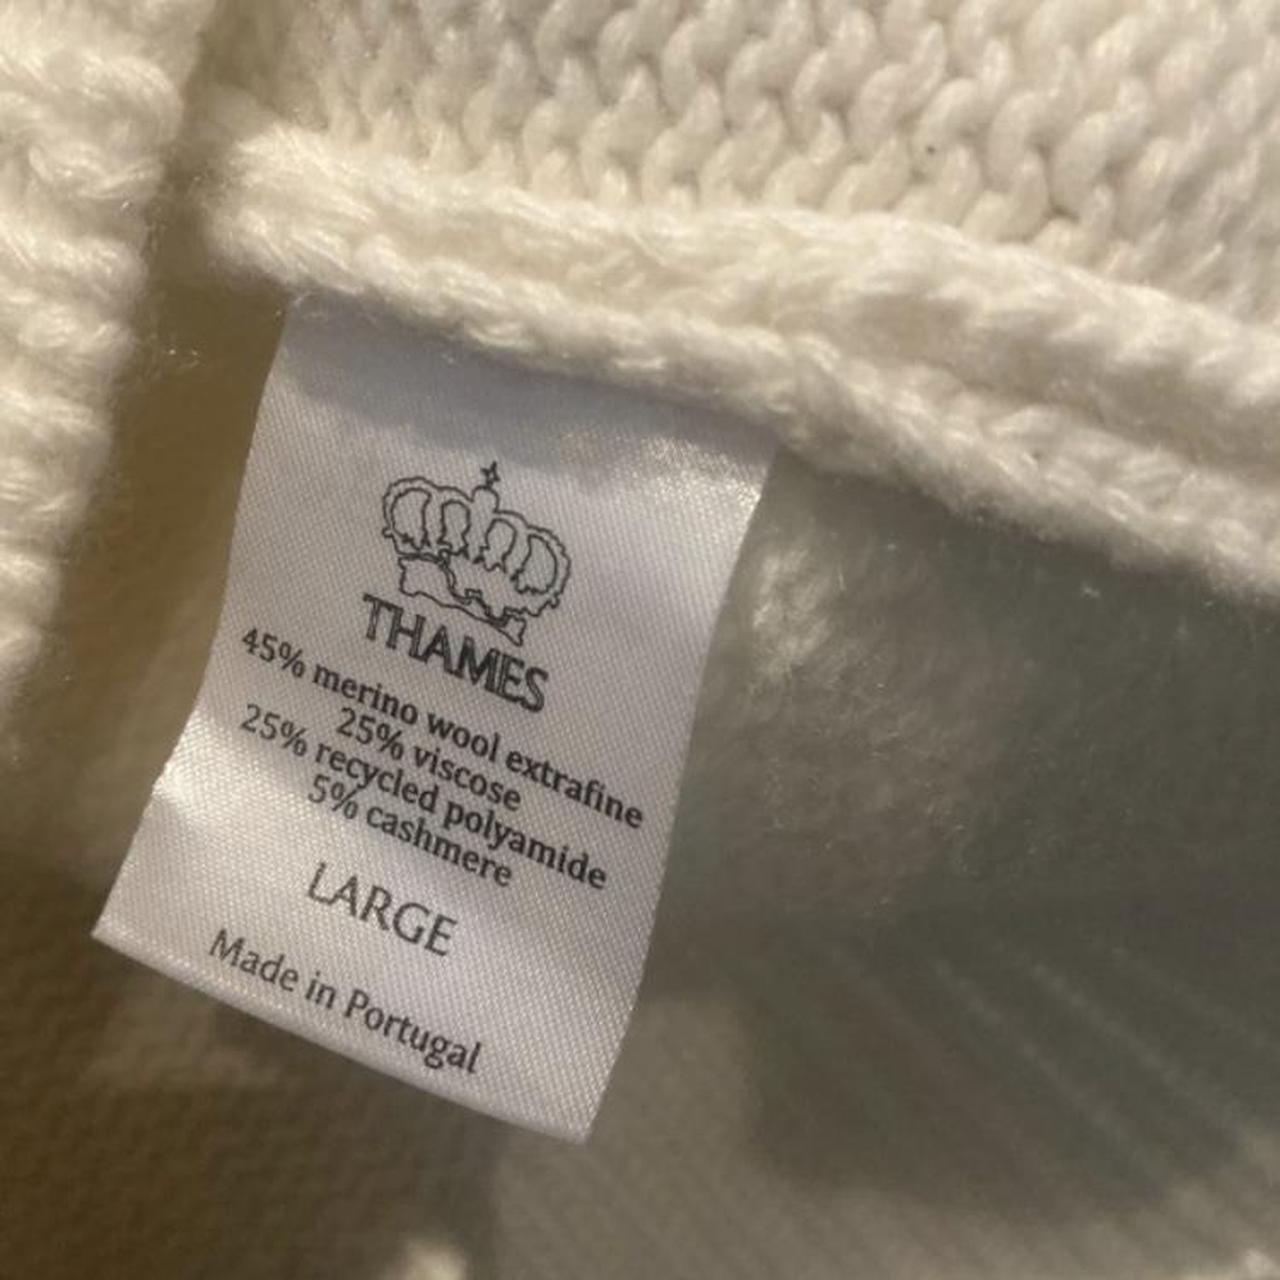 THAMES
45% merino wool extrafine
25% viscose
25% recycled polyamide
5% cashmere
LARGE
Made in Portugal